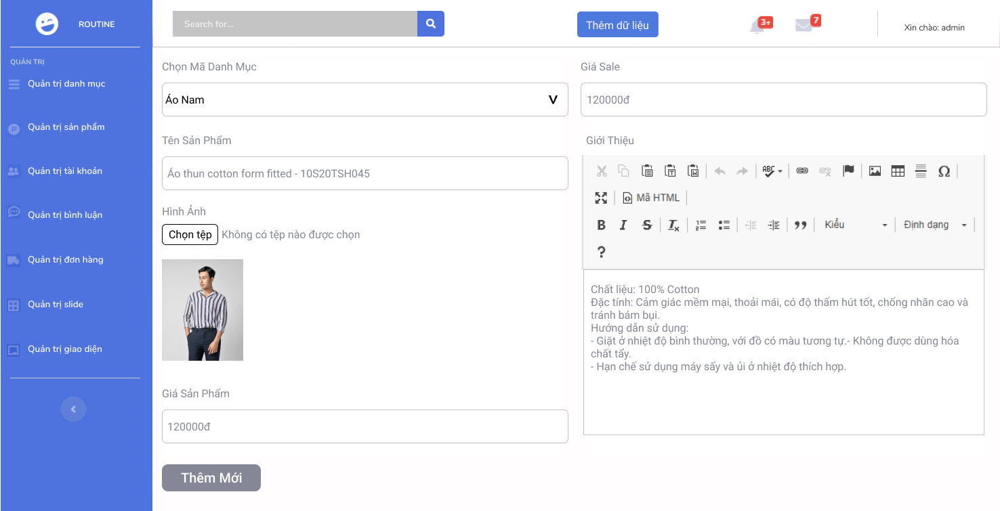 ROUTINE
Search for...
Thêm dữ liệu
3+
7
Xin chào: admin
QUẢN TRỊ
Quản trị danh mục
Quản trị sản phẩm
Quản trị tài khoản
Quản trị bình luận
Quản trị đơn hàng
Quản trị slide
Quản trị giao diện
Chọn Mã Danh Mục
Áo Nam
V
Tên Sản Phẩm
Áo thun cotton form fitted - 10S20TSH045
Hình Ảnh
Chọn tệp Không có tệp nào được chọn
Giá Sản Phẩm
120000đ
Thêm Mới
Giá Sale
120000đ
Giới Thiệu
ABC
Mã HTML
B I S Tx Kiểu Định dạng
?
Chất liệu: 100% Cotton
Đặc tính: Cảm giác mềm mại, thoải mái, có độ thấm hút tốt, chống nhăn cao và
tránh bám bụi.
Hướng dẫn sử dụng:
- Giặt ở nhiệt độ bình thường, với đồ có màu tương tự.- Không được dùng hóa
chất tẩy.
- Hạn chế sử dụng máy sấy và ủi ở nhiệt độ thích hợp.